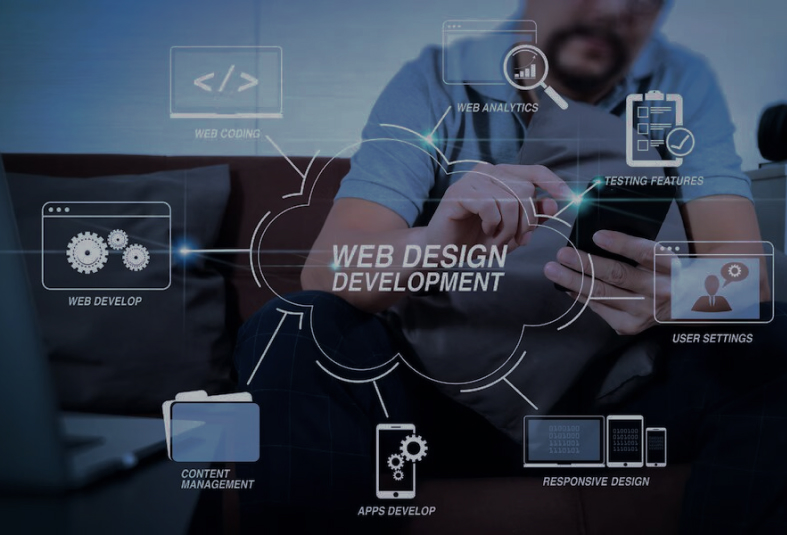 WEB ANALYTICS
WEB CODING
TESTING FEATURES
WEB DESIGN
DEVELOPMENT
WEB DEVELOP
USER SETTINGS
CONTENT
MANAGEMENT
RESPONSIVE DESIGN
APPS DEVELOP